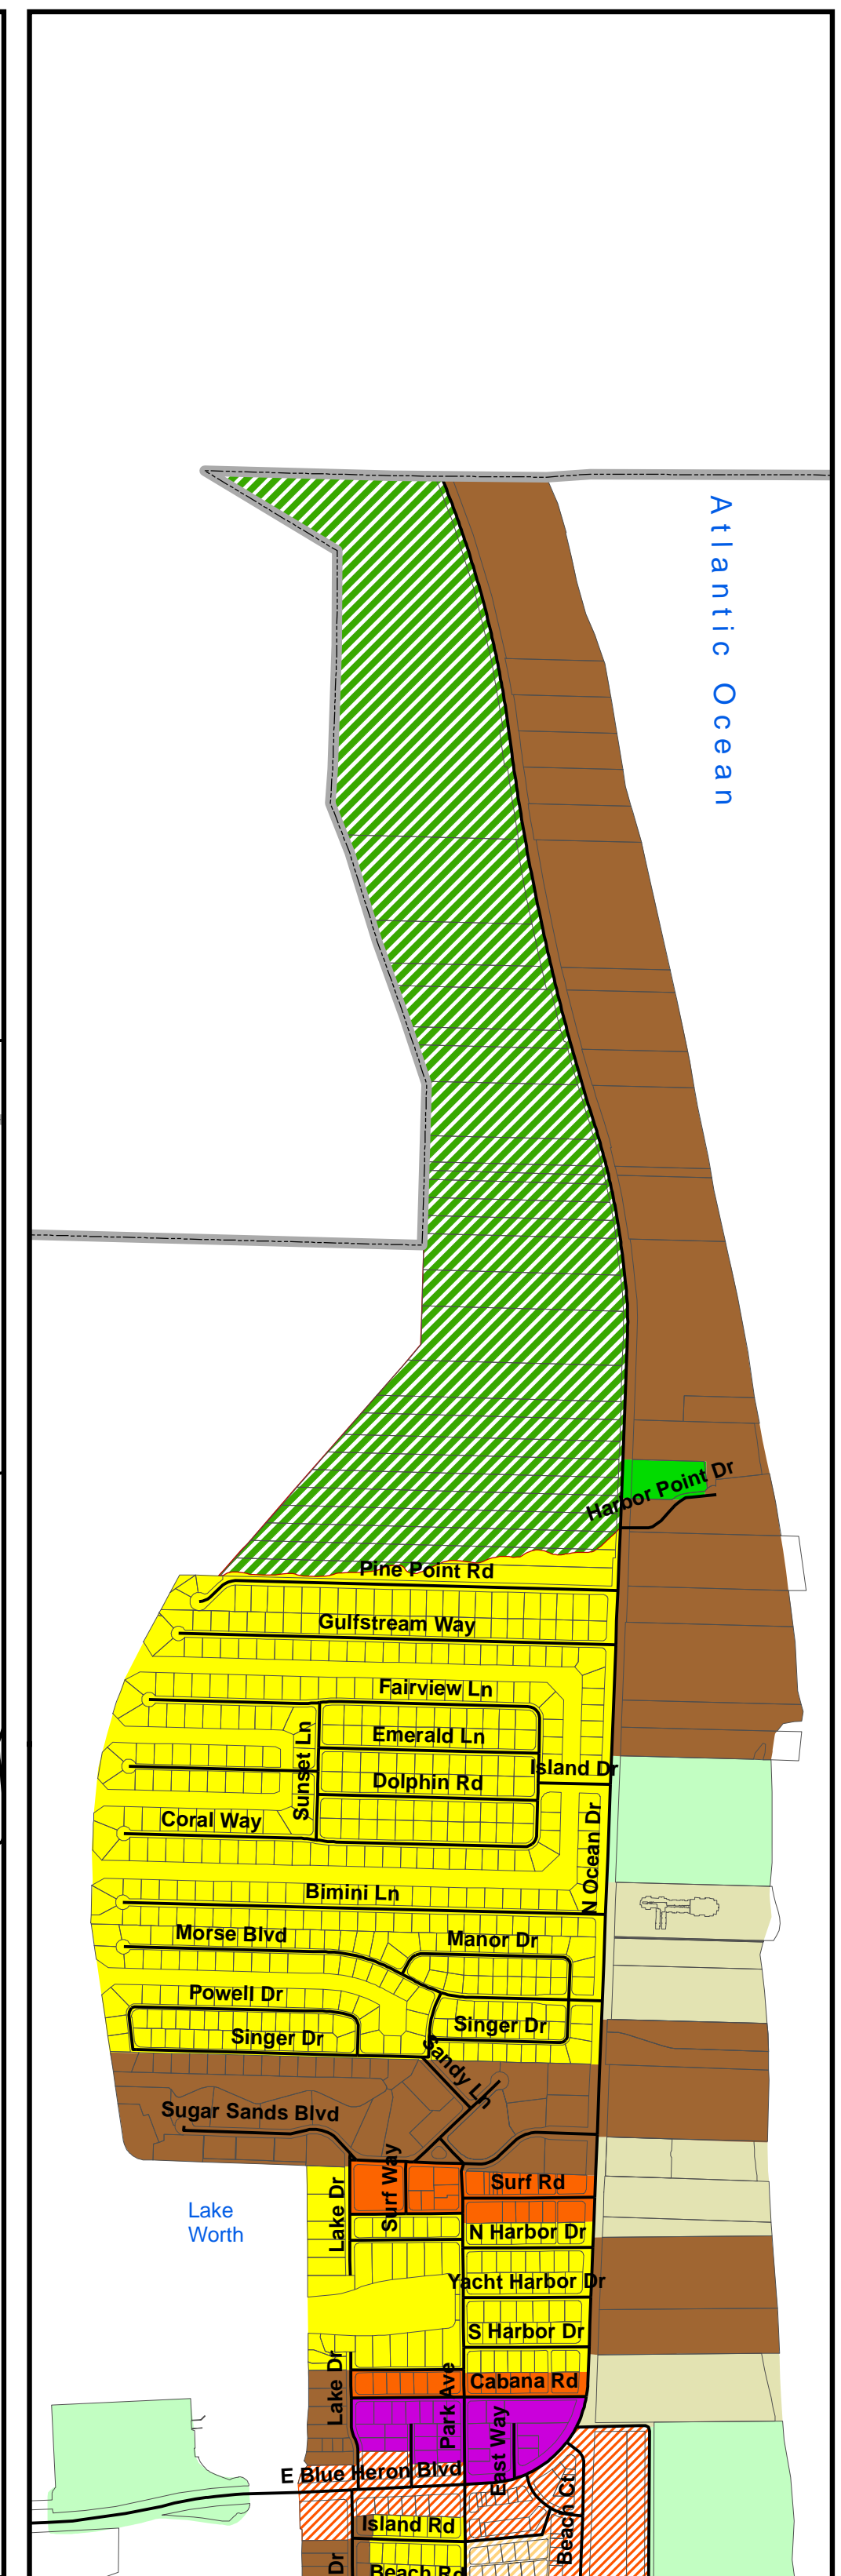 Atlantic Ocean
Harbor Point Dr
Pine Point Rd
Gulfstream Way
Fairview Ln
Emerald Ln
Sunset Ln
Island Dr
Dolphin Rd
Coral Way
N Ocean Dr
Bimini Ln
Morse Blvd
Manor Dr
Powell Dr
Singer Dr
Singer Dr
Sandy Ln
Sugar Sands Blvd
Surf Way
Surf Rd
Lake Dr
Lake
Worth
N Harbor Dr
Yacht Harbor Dr
S Harbor Dr
Lake Dr
Park Ave
Cabana Rd
East Way
E Blue Heron Blvd
Beach Ct
Island Rd
Dr
Beach Rd